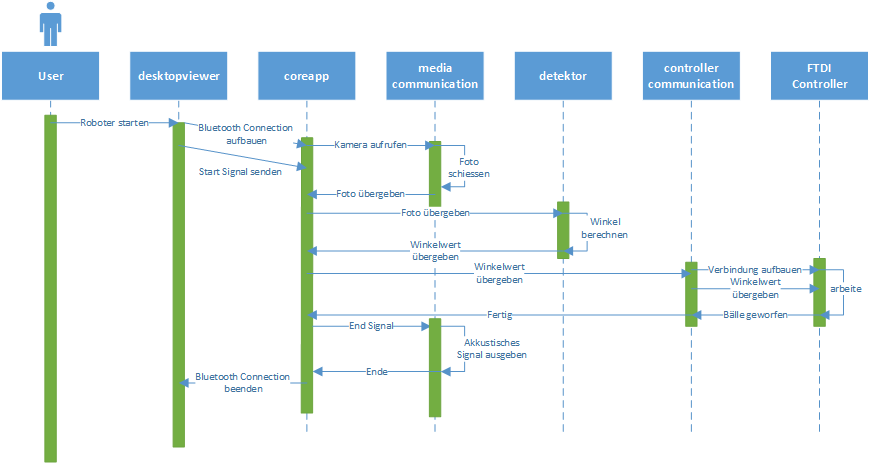 User
desktopviewer
coreapp
media
communication
detektor
controller
communication
FTDI
Controller
Roboter starten
Bluetooth Connection
aufbauen
Start Signal senden
Kamera aufrufen
Foto
schiessen
Foto übergeben
Foto übergeben
Winkel
berechnen
Winkelwert
übergeben
Winkelwert
übergeben
Verbindung aufbauen
Winkelwert
übergeben
arbeite
Bälle geworfen
Fertig
End Signal
Akkustisches
Signal ausgeben
Ende
Bluetooth Connection
beenden